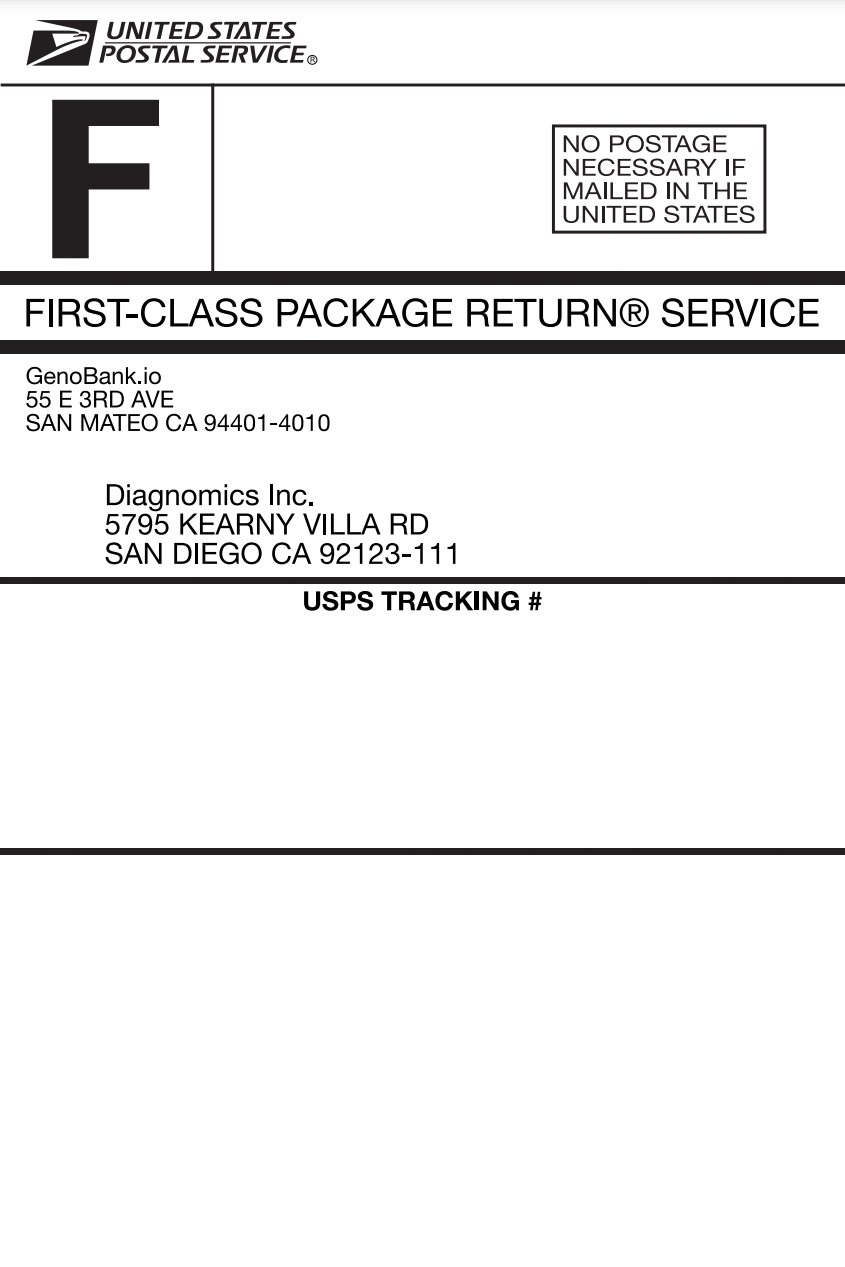 UNITED STATES
POSTAL SERVICE®
F
NO POSTAGE
NECESSARY IF
MAILED IN THE
UNITED STATES
FIRST-CLASS PACKAGE RETURN® SERVICE
GenoBank.io
55 E 3RD AVE
SAN MATEO CA 94401-4010
Diagnomics Inc.
5795 KEARNY VILLA RD
SAN DIEGO CA 92123-111
USPS TRACKING #